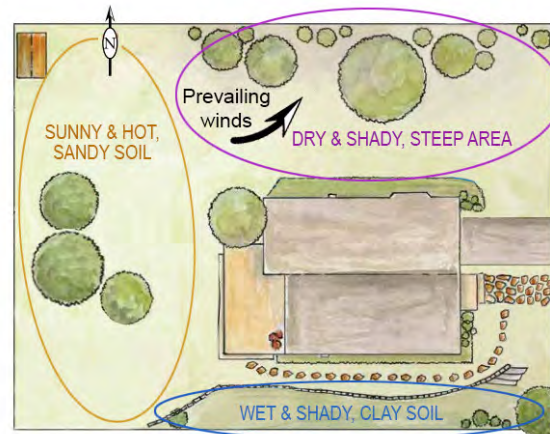 N
Prevailing
winds
SUNNY & HOT,
SANDY SOIL
DRY & SHADY, STEEP AREA
WET & SHADY, CLAY SOIL